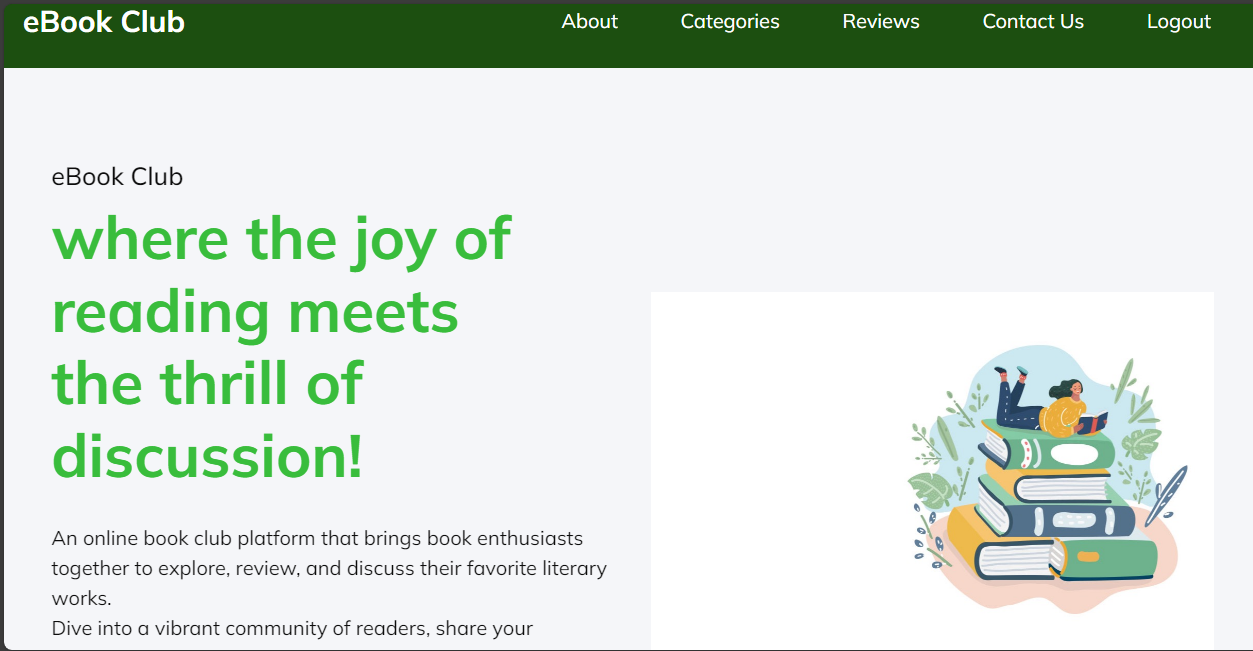 eBook Club
About
Categories
Reviews
Contact Us
Logout
eBook Club
where the joy of
reading meets
the thrill of
discussion!
An online book club platform that brings book enthusiasts
together to explore, review, and discuss their favorite literary
works.
Dive into a vibrant community of readers, share your